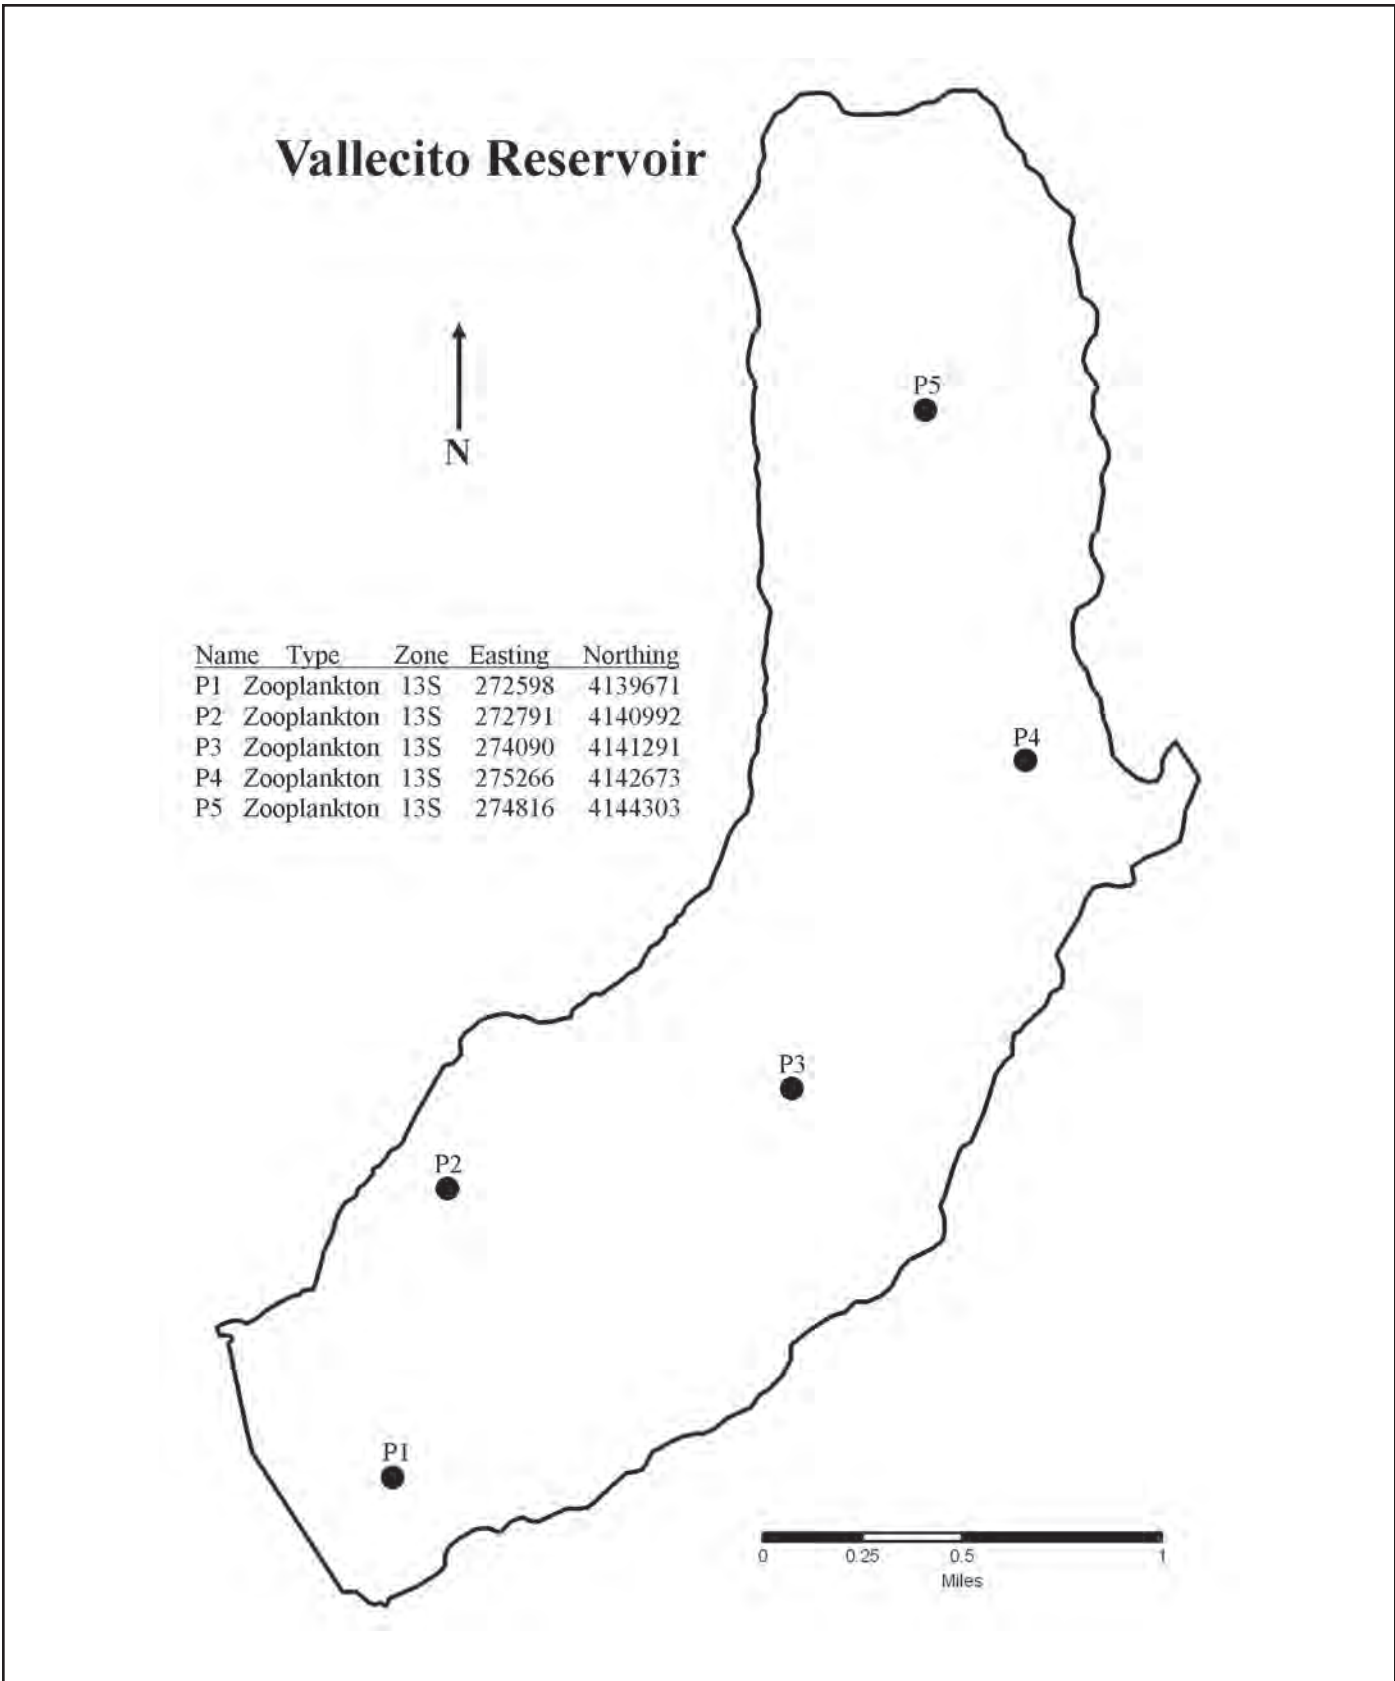 Vallecito Reservoir
N
Name Type Zone Easting Northing
P1 Zooplankton 13S 272598 4139671
P2 Zooplankton 13S 272791 4140992
P3 Zooplankton 13S 274090 4141291
P4 Zooplankton 13S 275266 4142673
P5 Zooplankton 13S 274816 4144303
P5
P4
P3
P2
P1
0 0.25 0.5 1
Miles